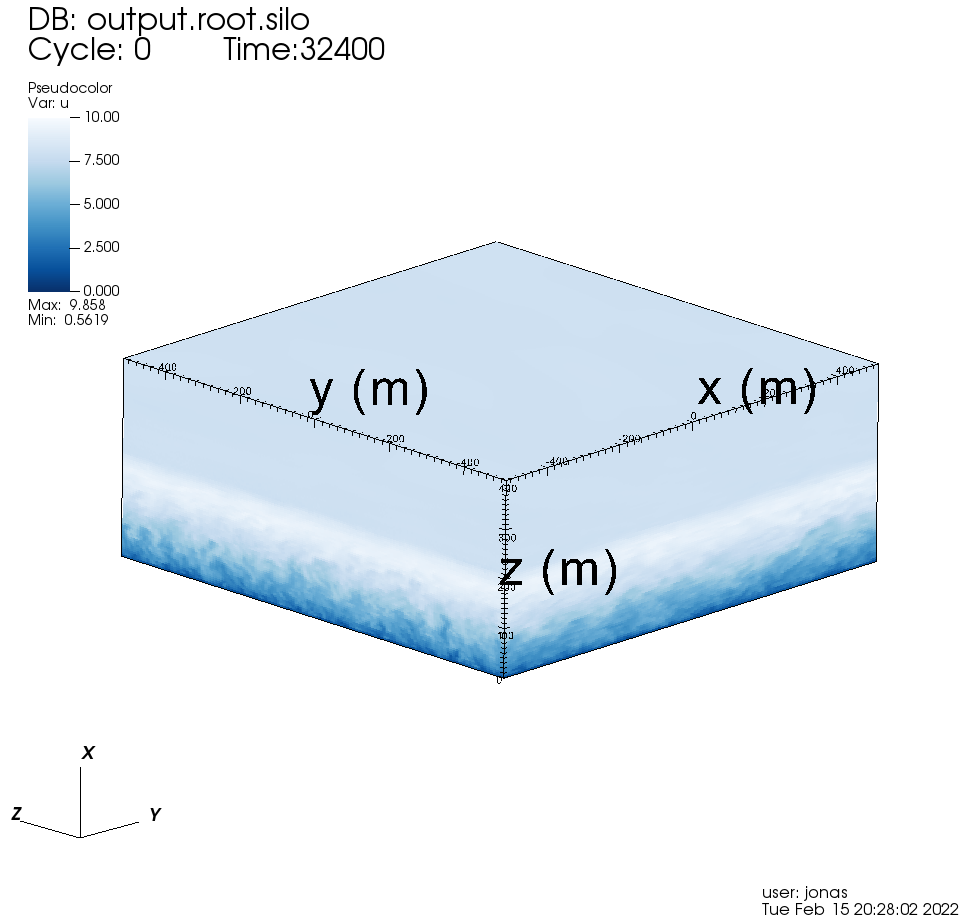 DB: output.root.silo
Cycle: 0 Time:32400
Pseudocolor
Var: u
10.00
7.500
5.000
2.500
0.000
Max: 9.858
Min: 0.5619
400
200
0
-200
-400
y (m)
-400
-200
0
200
400
x (m)
400
300
200
100
0
z (m)
X
Z
Y
user: jonas
Tue Feb 15 20:28:02 2022